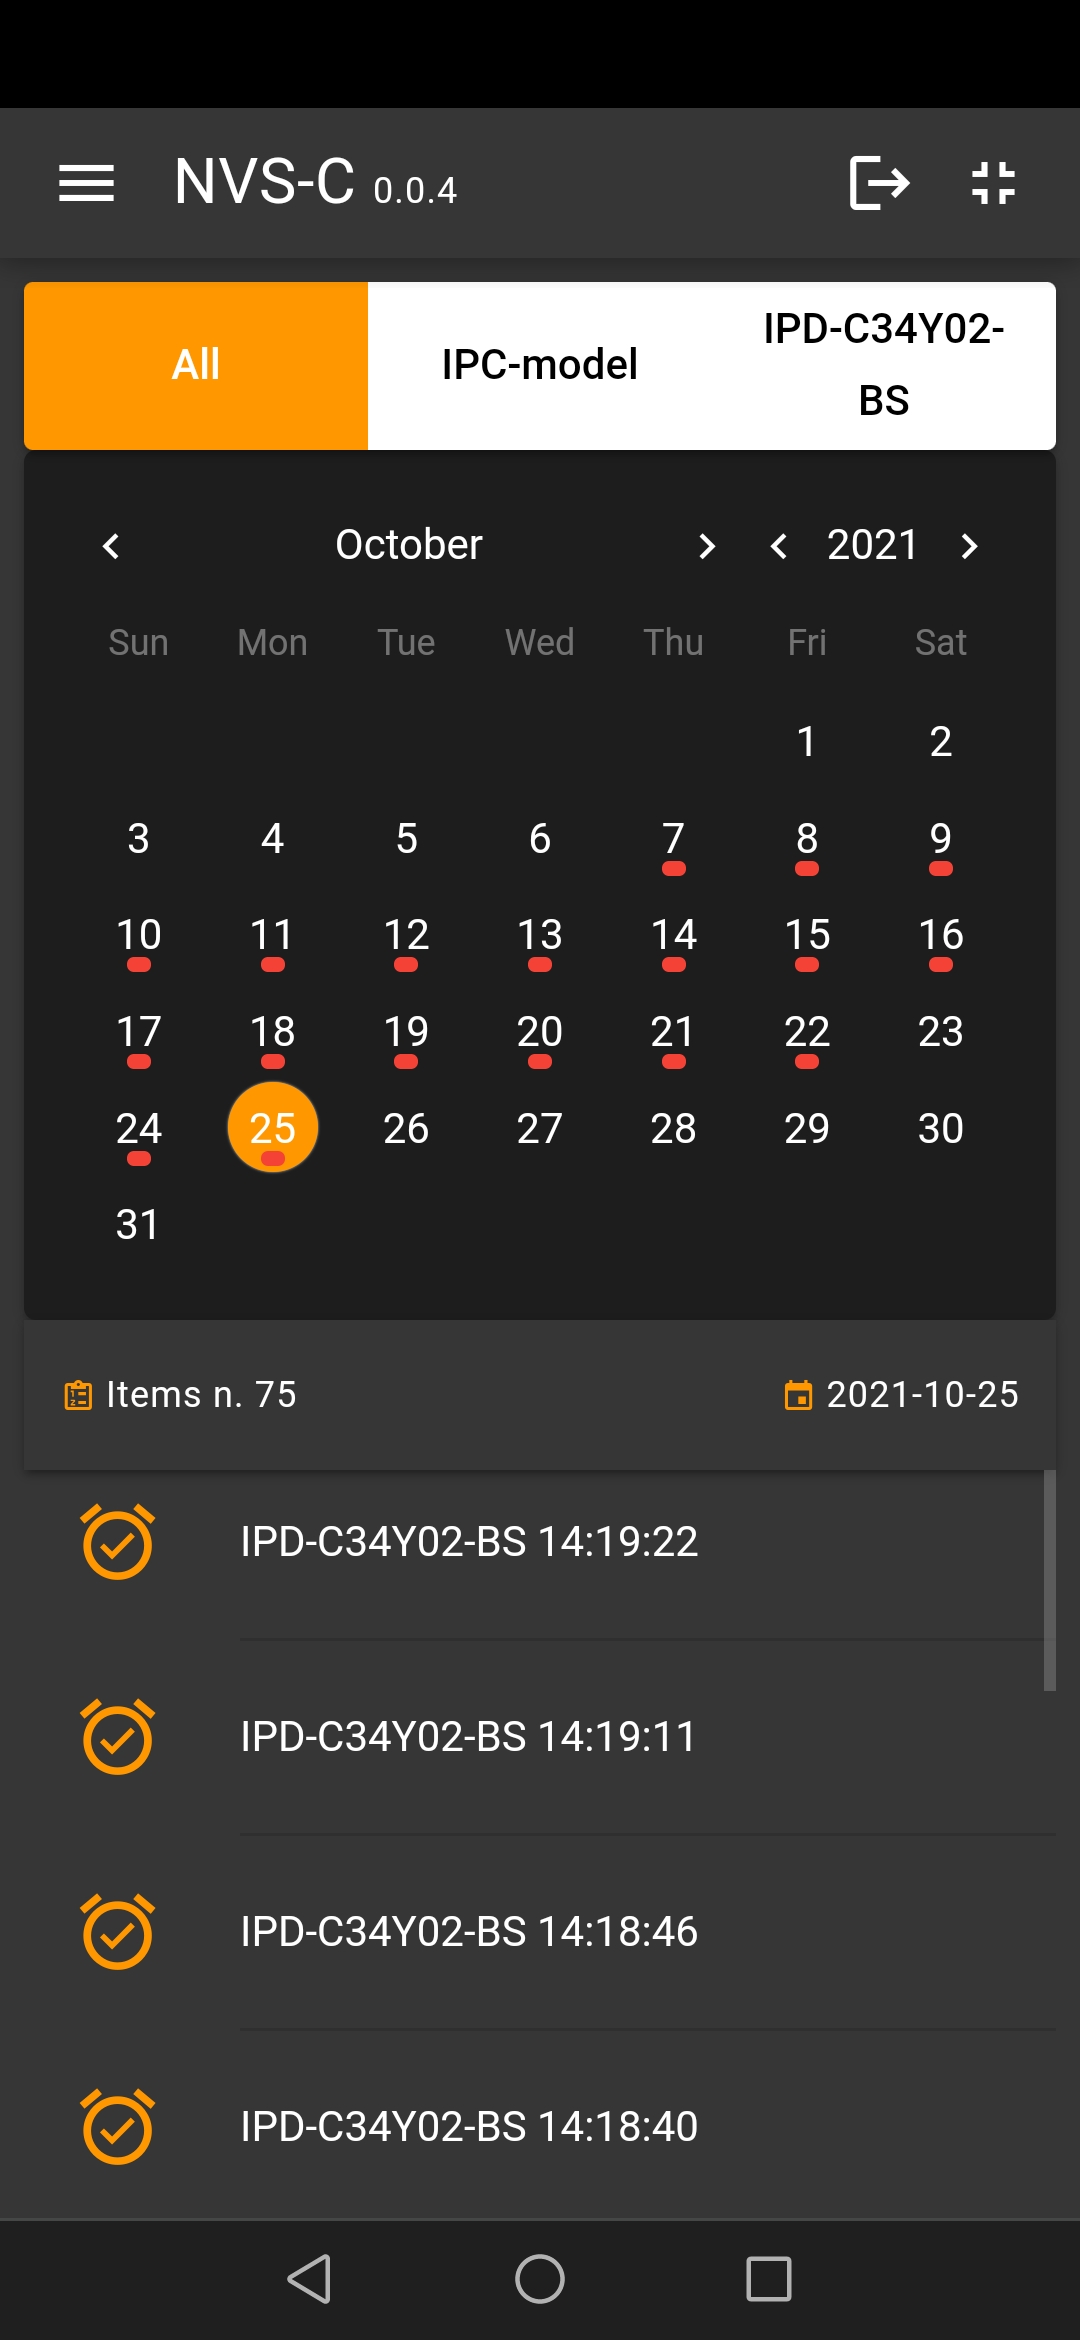 NVS-C 0.0.4
All IPC-model IPD-C34Y02-
BS
October 2021
Sun Mon Tue Wed Thu Fri Sat
1 2
3 4 5 6 7 8 9
10 11 12 13 14 15 16
17 18 19 20 21 22 23
24 25 26 27 28 29 30
31
Items n. 75 2021-10-25
IPD-C34Y02-BS 14:19:22
IPD-C34Y02-BS 14:19:11
IPD-C34Y02-BS 14:18:46
IPD-C34Y02-BS 14:18:40